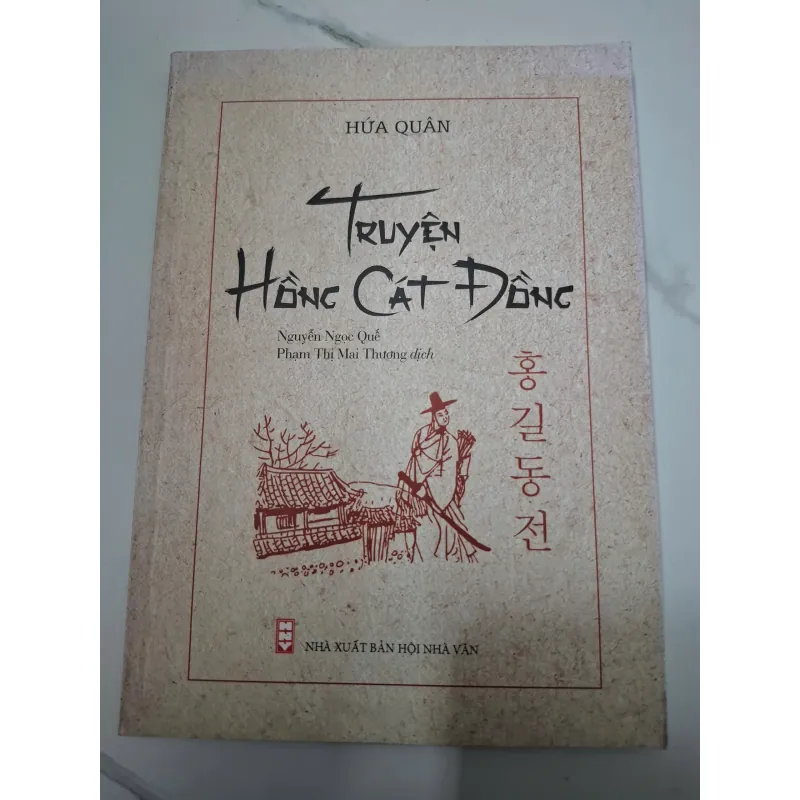 HỨA QUÂN
TRUYỆN
HỒNG CÁT ĐỒNG
Nguyễn Ngọc Quế
Phạm Thị Mai Thương dịch
홍길동전
NHÀ XUẤT BẢN HỘI NHÀ VĂN